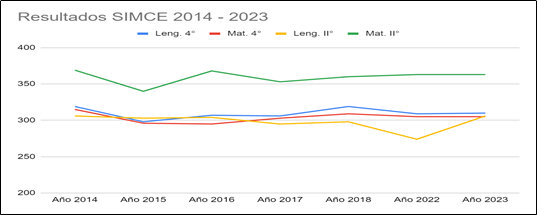 Resultados SIMCE 2014 - 2023
Leng. 4° Mat. 4° Leng. II° Mat. II°
400
350
300
250
200
Año 2014 Año 2015 Año 2016 Año 2017 Año 2018 Año 2022 Año 2023